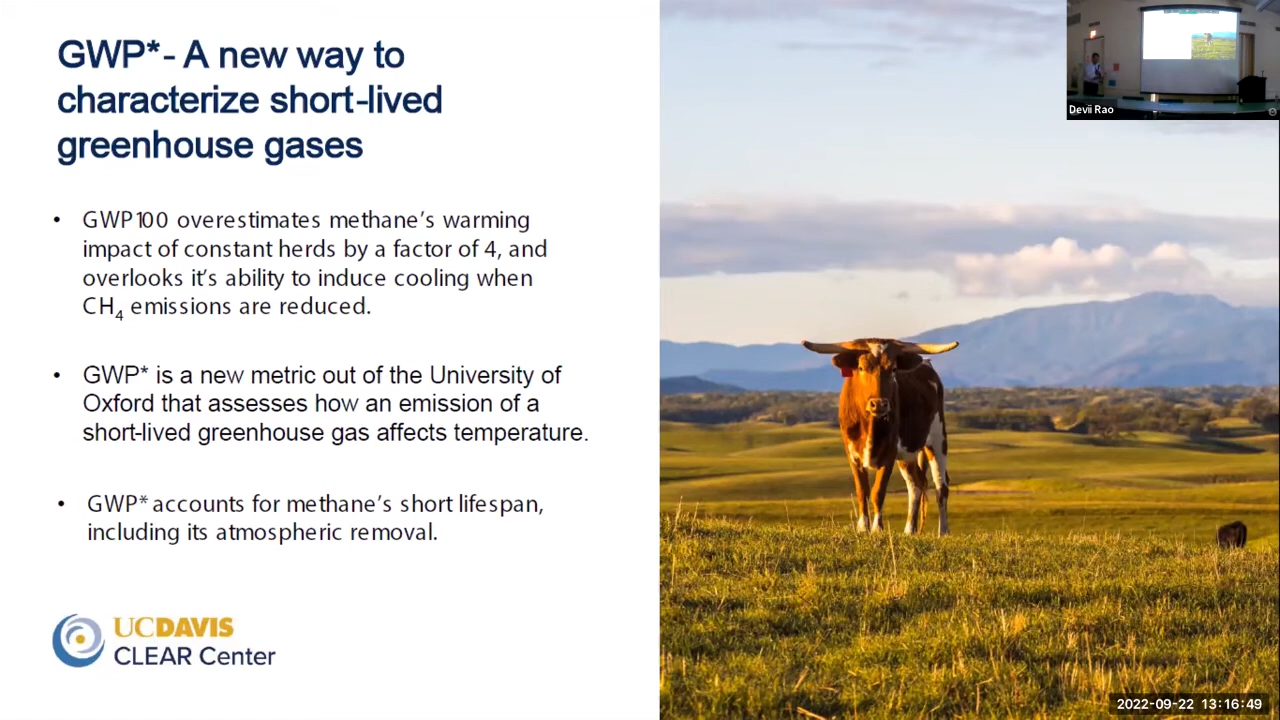 GWP*- A new way to
characterize short-lived
greenhouse gases
• GWP100 overestimates methane’s warming
impact of constant herds by a factor of 4, and
overlooks it’s ability to induce cooling when
CH4 emissions are reduced.
• GWP* is a new metric out of the University of
Oxford that assesses how an emission of a
short-lived greenhouse gas affects temperature.
• GWP* accounts for methane’s short lifespan,
including its atmospheric removal.
UCDAVIS
CLEAR Center
Devii Rao
2022-09-22 13:16:49